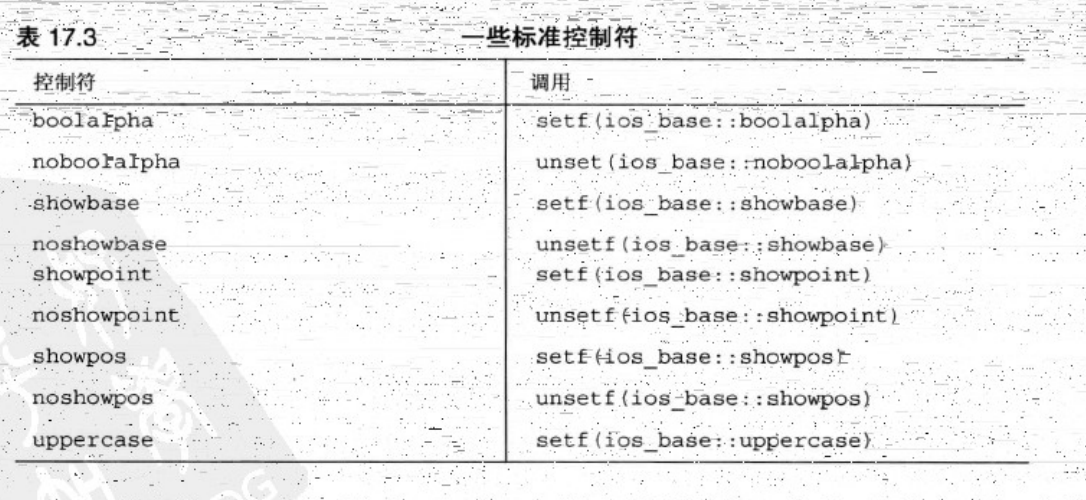 表 17.3 一些标准控制符
控制符 调用
boolalpha setf(ios_base::boolalpha)
noboolalpha unset(ios_base::noboolalpha)
showbase setf(ios_base::showbase)
noshowbase unsetf(ios_base::showbase)
showpoint setf(ios_base::showpoint)
noshowpoint unsetf(ios_base::showpoint)
showpos setf(ios_base::showpos)
noshowpos unsetf(ios_base::showpos)
uppercase setf(ios_base::uppercase)